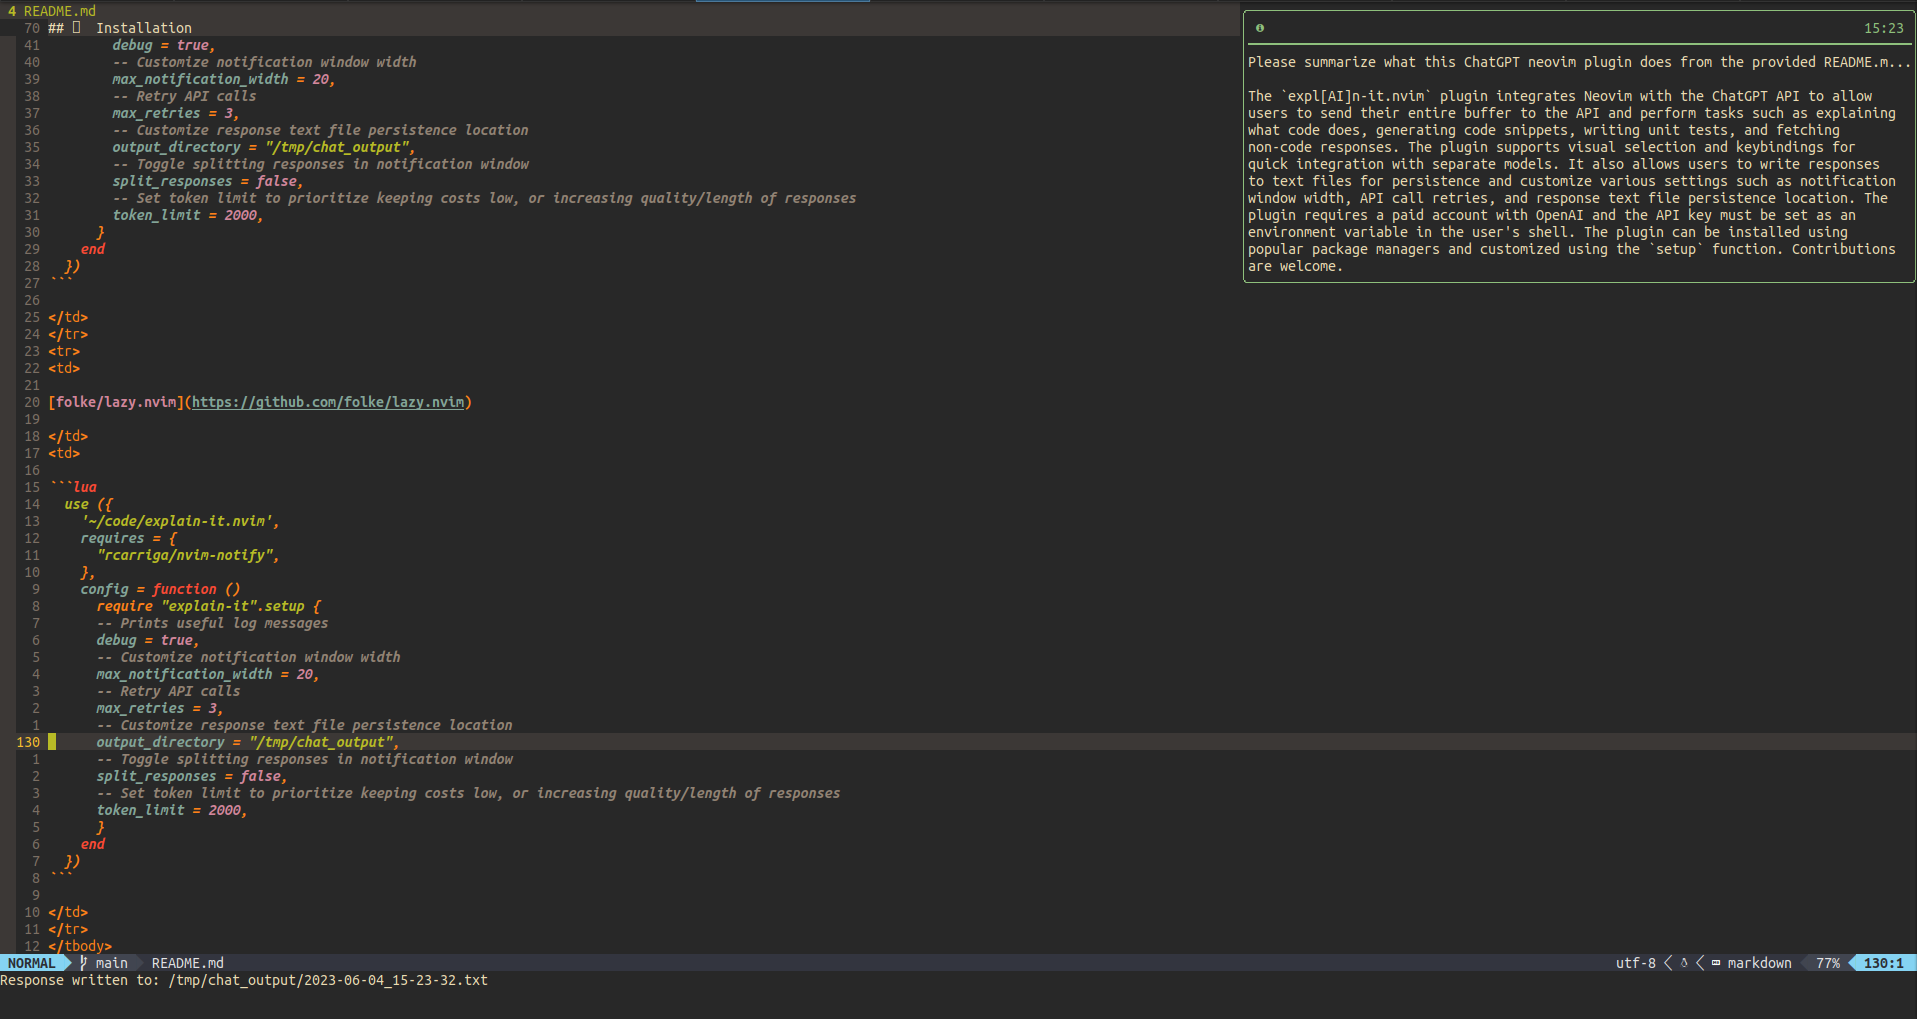 4 README.md
70 ## Installation
41 debug = true,
40 -- Customize notification window width
39 max_notification_width = 20,
38 -- Retry API calls
37 max_retries = 3,
36 -- Customize response text file persistence location
35 output_directory = "/tmp/chat_output",
34 -- Toggle splitting responses in notification window
33 split_responses = false,
32 -- Set token limit to prioritize keeping costs low, or increasing quality/length of responses
31 token_limit = 2000,
30 }
29 end
28 })
27 ```
26
25 </td>
24 </tr>
23 <tr>
22 <td>
21
20 [folke/lazy.nvim](https://github.com/folke/lazy.nvim)
19
18 </td>
17 <td>
16
15 ```lua
14 use ({
13 '~/code/explain-it.nvim',
12 requires = {
11 "rcarriga/nvim-notify",
10 },
9 config = function ()
8 require "explain-it".setup {
7 -- Prints useful log messages
6 debug = true,
5 -- Customize notification window width
4 max_notification_width = 20,
3 -- Retry API calls
2 max_retries = 3,
1 -- Customize response text file persistence location
130 output_directory = "/tmp/chat_output",
1 -- Toggle splitting responses in notification window
2 split_responses = false,
3 -- Set token limit to prioritize keeping costs low, or increasing quality/length of responses
4 token_limit = 2000,
5 }
6 end
7 })
8 ```
9
10 </td>
11 </tr>
12 </tbody>
15:23
Please summarize what this ChatGPT neovim plugin does from the provided README.m...
The `expl[AI]n-it.nvim` plugin integrates Neovim with the ChatGPT API to allow
users to send their entire buffer to the API and perform tasks such as explaining
what code does, generating code snippets, writing unit tests, and fetching
non-code responses. The plugin supports visual selection and keybindings for
quick integration with separate models. It also allows users to write responses
to text files for persistence and customize various settings such as notification
window width, API call retries, and response text file persistence location. The
plugin requires a paid account with OpenAI and the API key must be set as an
environment variable in the user's shell. The plugin can be installed using
popular package managers and customized using the `setup` function. Contributions
are welcome.
NORMAL main README.md utf-8 markdown 77% 130:1
Response written to: /tmp/chat_output/2023-06-04_15-23-32.txt